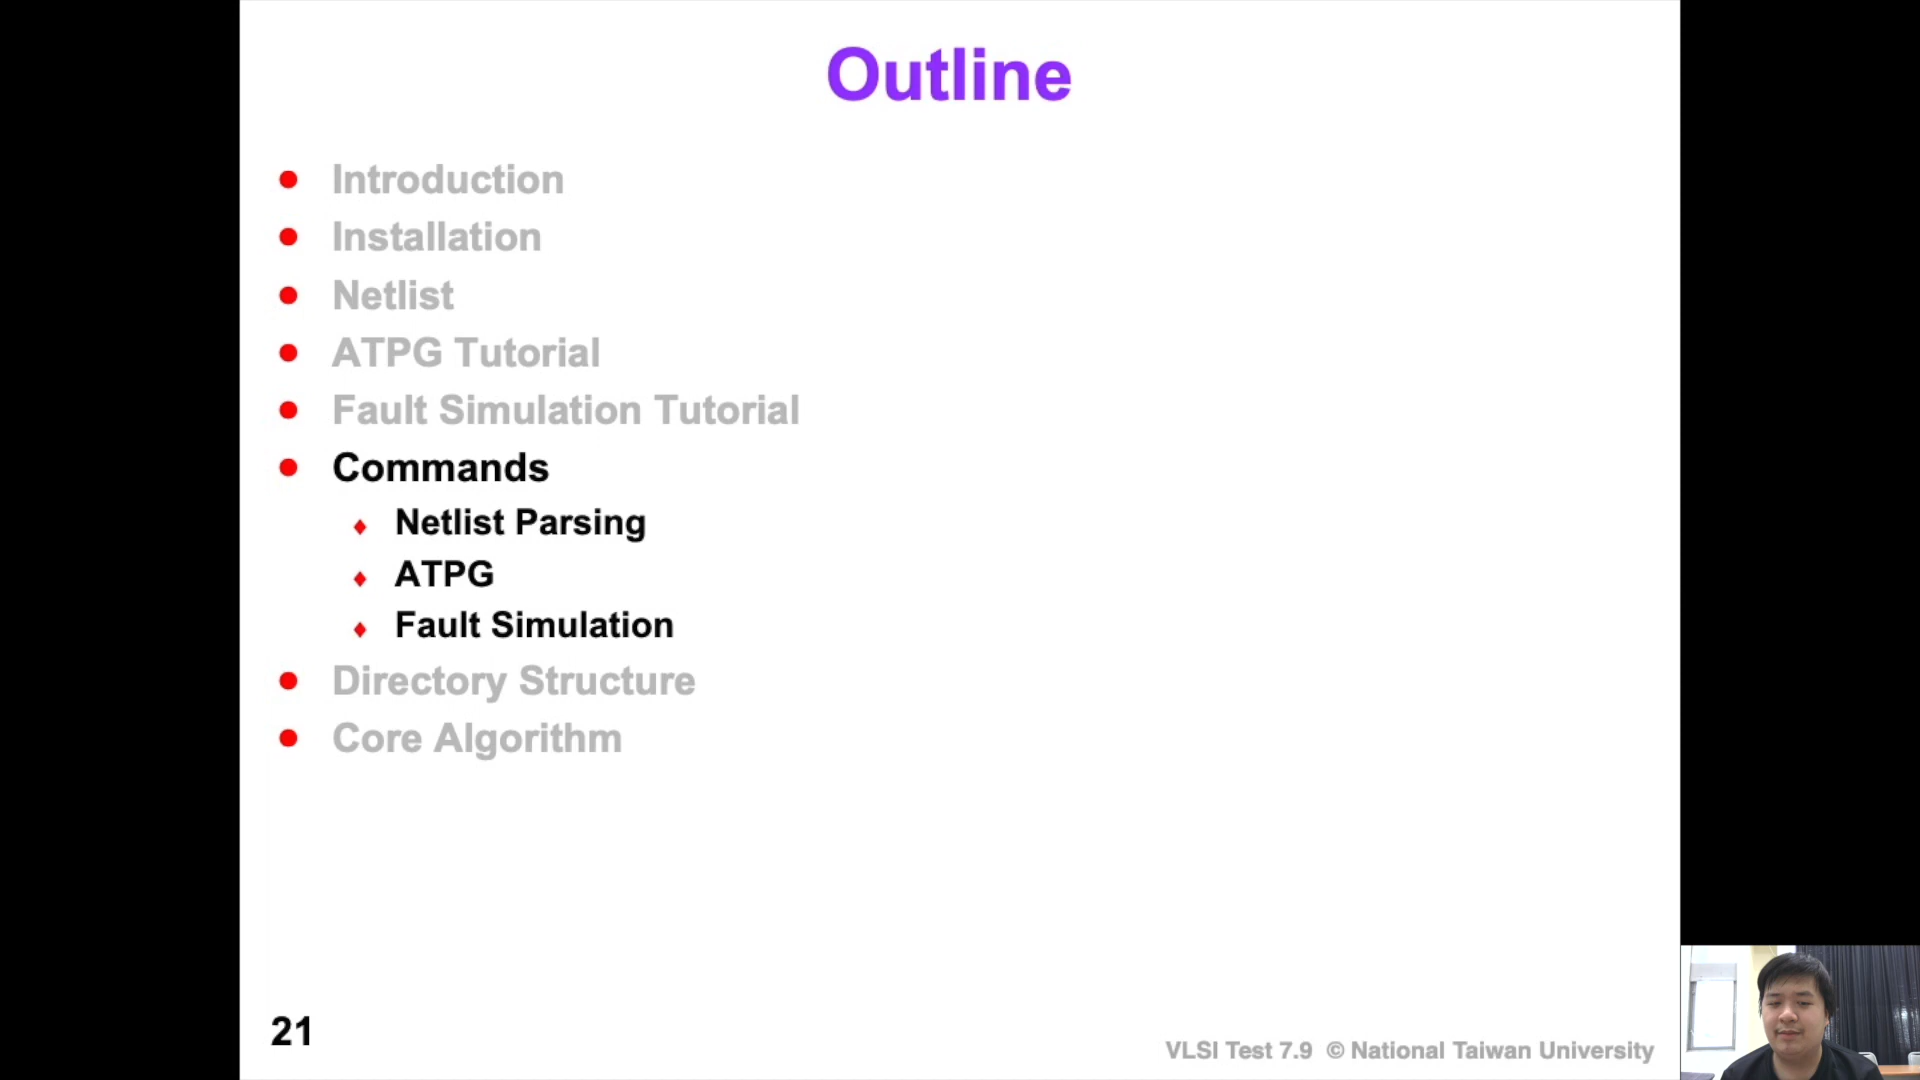 Outline
Introduction
Installation
Netlist
ATPG Tutorial
Fault Simulation Tutorial
Commands
Netlist Parsing
ATPG
Fault Simulation
Directory Structure
Core Algorithm
21
VLSI Test 7.9 © National Taiwan University